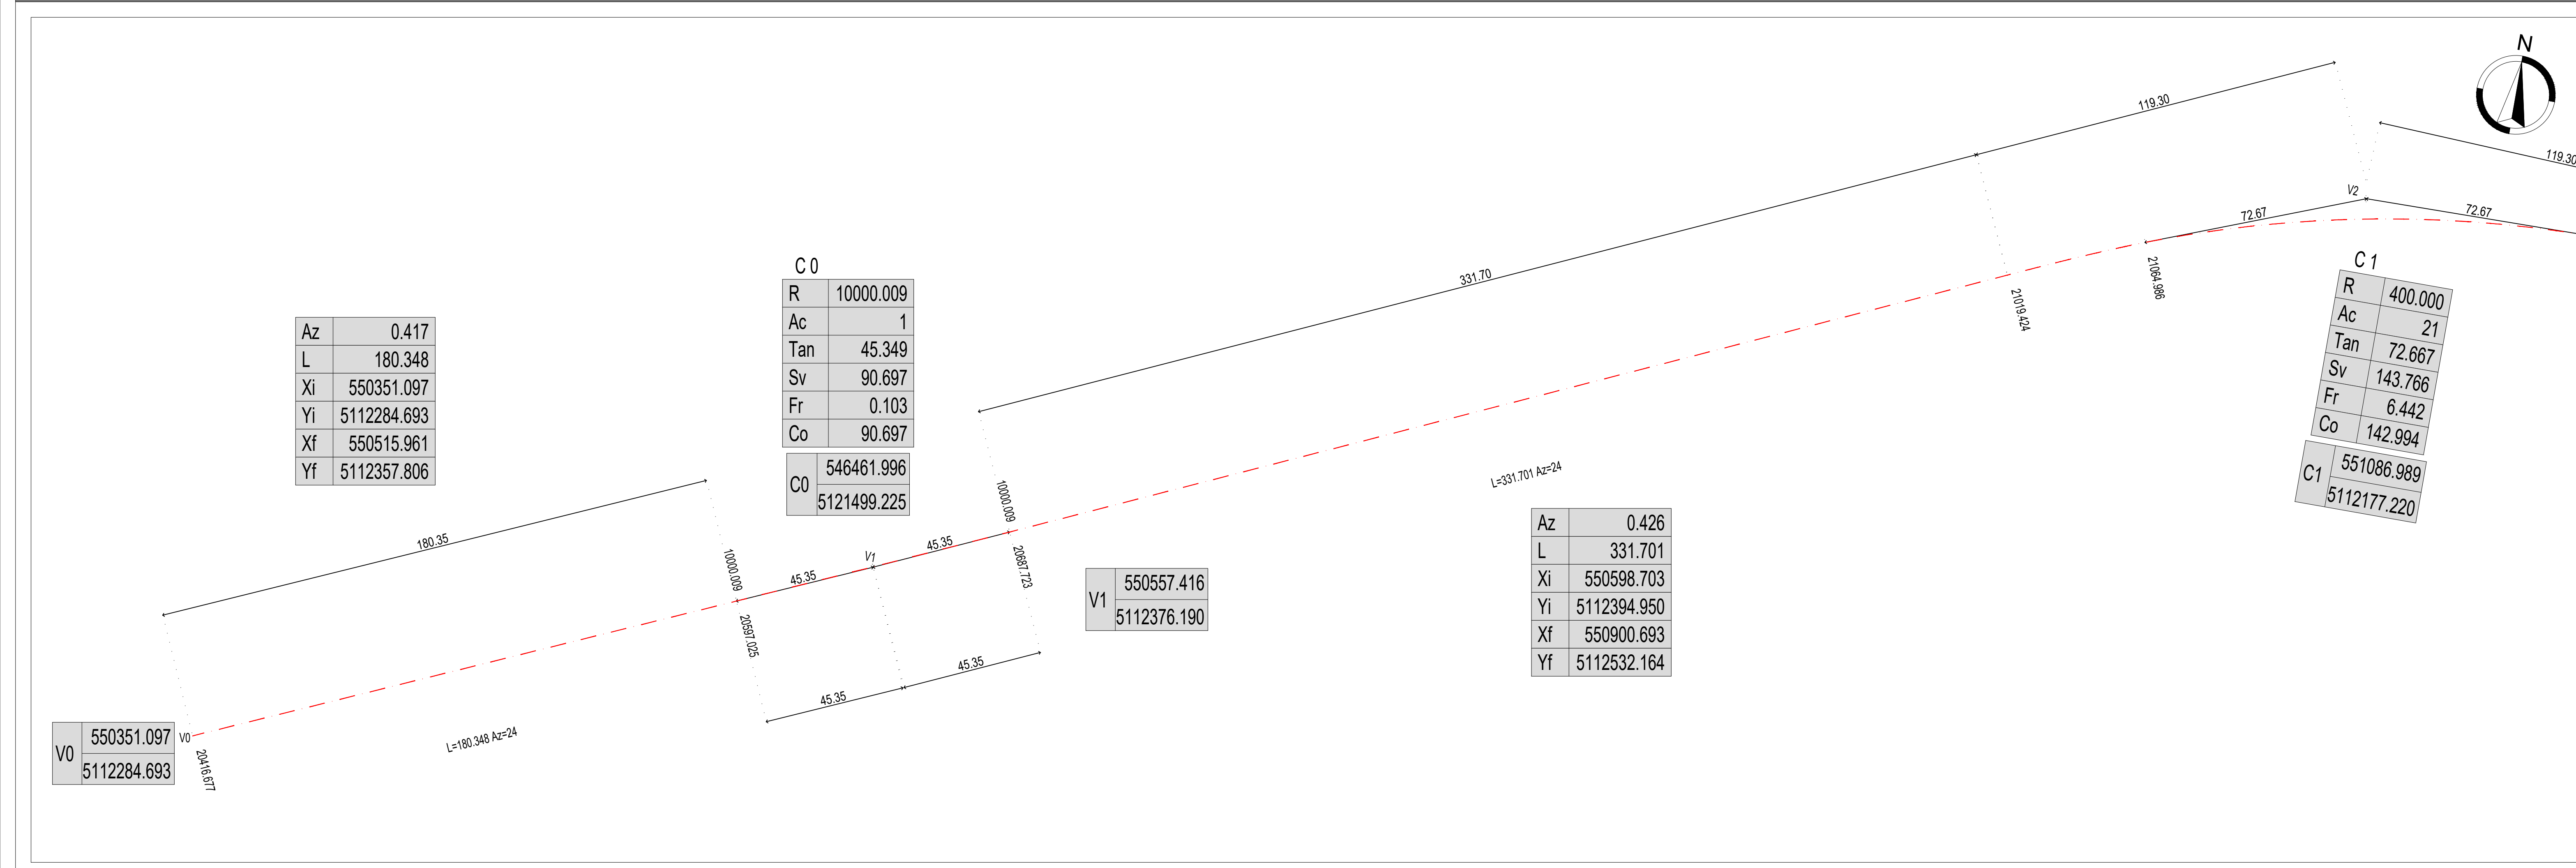 N
119.30
119.30
V2
72.67
72.67
331.70
21064.986
21019.424
C 0
R 10000.009
Ac 1
Tan 45.349
Sv 90.697
Fr 0.103
Co 90.697
C0 546461.996
5121499.225
C 1
R 400.000
Ac 21
Tan 72.667
Sv 143.766
Fr 6.442
Co 142.994
C1 551086.989
5112177.220
Az 0.417
L 180.348
Xi 550351.097
Yi 5112284.693
Xf 550515.961
Yf 5112357.806
180.35
10000.009
10000.009
V1
45.35
45.35
20597.025
20687.723
45.35
45.35
L=331.701 Az=24
V1 550557.416
5112376.190
Az 0.426
L 331.701
Xi 550598.703
Yi 5112394.950
Xf 550900.693
Yf 5112532.164
V0 550351.097
5112284.693
V0
20416.677
L=180.348 Az=24